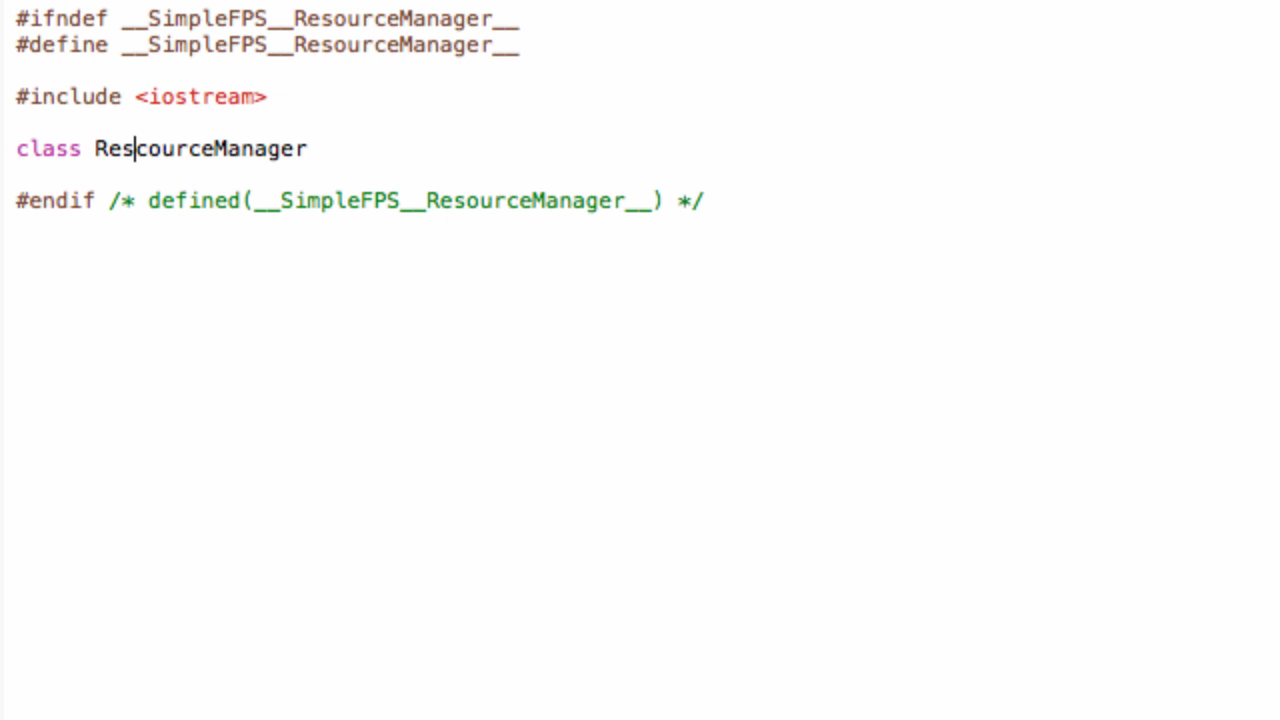 #ifndef __SimpleFPS__ResourceManager__
#define __SimpleFPS__ResourceManager__
#include <iostream>
class RescourceManager
#endif /* defined(__SimpleFPS__ResourceManager__) */